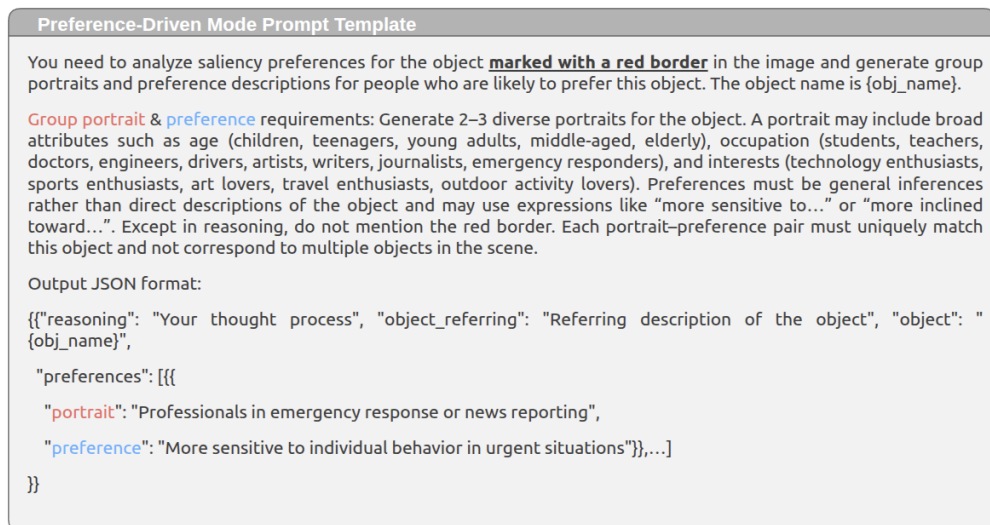 Preference-Driven Mode Prompt Template
You need to analyze saliency preferences for the object marked with a red border in the image and generate group
portraits and preference descriptions for people who are likely to prefer this object. The object name is {obj_name}.
Group portrait & preference requirements: Generate 2–3 diverse portraits for the object. A portrait may include broad
attributes such as age (children, teenagers, young adults, middle-aged, elderly), occupation (students, teachers,
doctors, engineers, drivers, artists, writers, journalists, emergency responders), and interests (technology enthusiasts,
sports enthusiasts, art lovers, travel enthusiasts, outdoor activity lovers). Preferences must be general inferences
rather than direct descriptions of the object and may use expressions like “more sensitive to…” or “more inclined
toward…”. Except in reasoning, do not mention the red border. Each portrait–preference pair must uniquely match
this object and not correspond to multiple objects in the scene.
Output JSON format:
{{"reasoning": "Your thought process", "object_referring": "Referring description of the object", "object": "
{obj_name}",
"preferences": [{{
"portrait": "Professionals in emergency response or news reporting",
"preference": "More sensitive to individual behavior in urgent situations"}},…]
}}